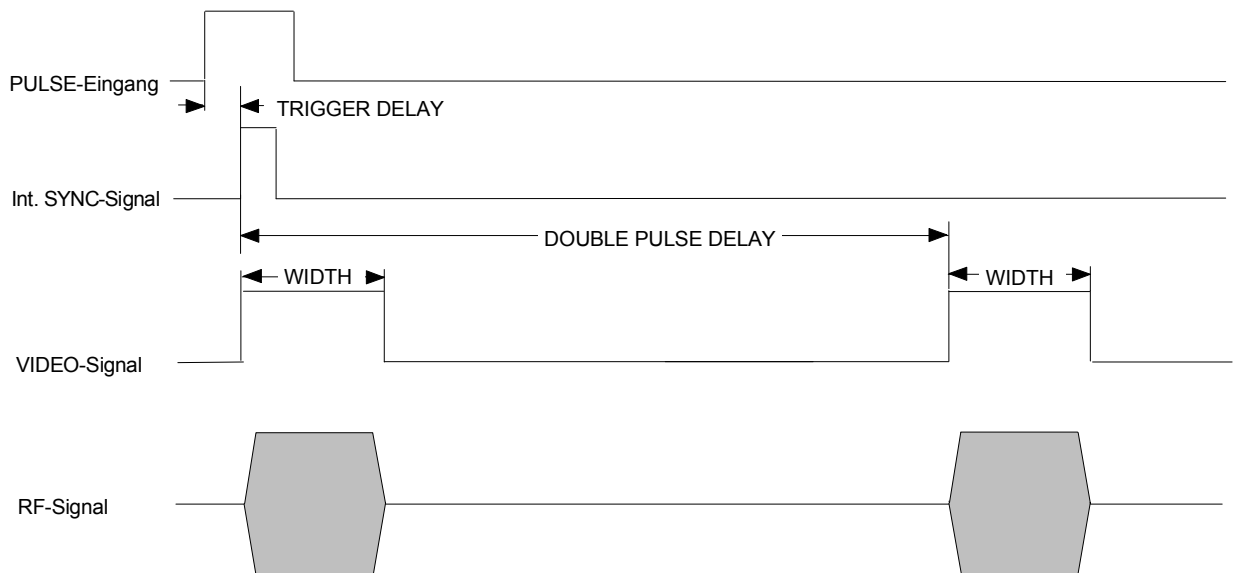 PULSE-Eingang
TRIGGER DELAY
Int. SYNC-Signal
DOUBLE PULSE DELAY
WIDTH
WIDTH
VIDEO-Signal
RF-Signal